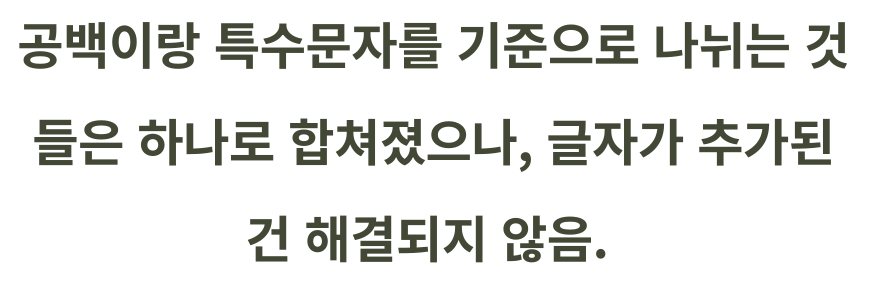 공백이랑 특수문자를 기준으로 나뉘는 것
들은 하나로 합쳐졌으나, 글자가 추가된
건 해결되지 않음.